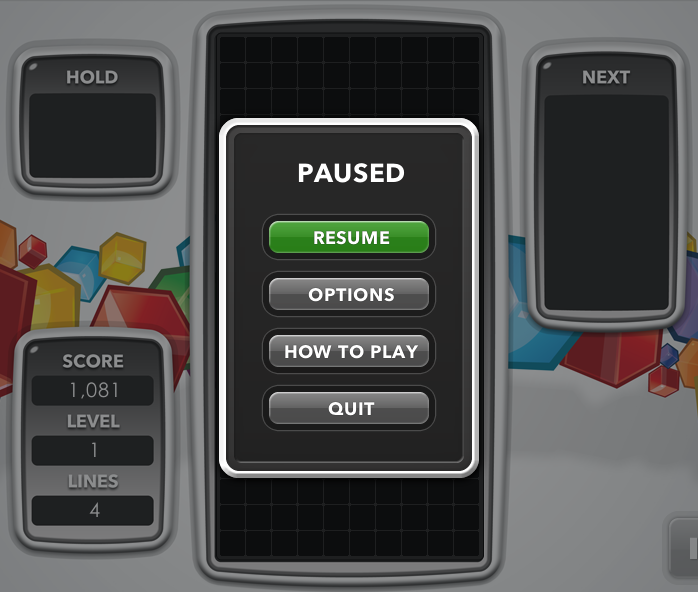 HOLD
NEXT
PAUSED
RESUME
OPTIONS
HOW TO PLAY
QUIT
SCORE
1,081
LEVEL
1
LINES
4